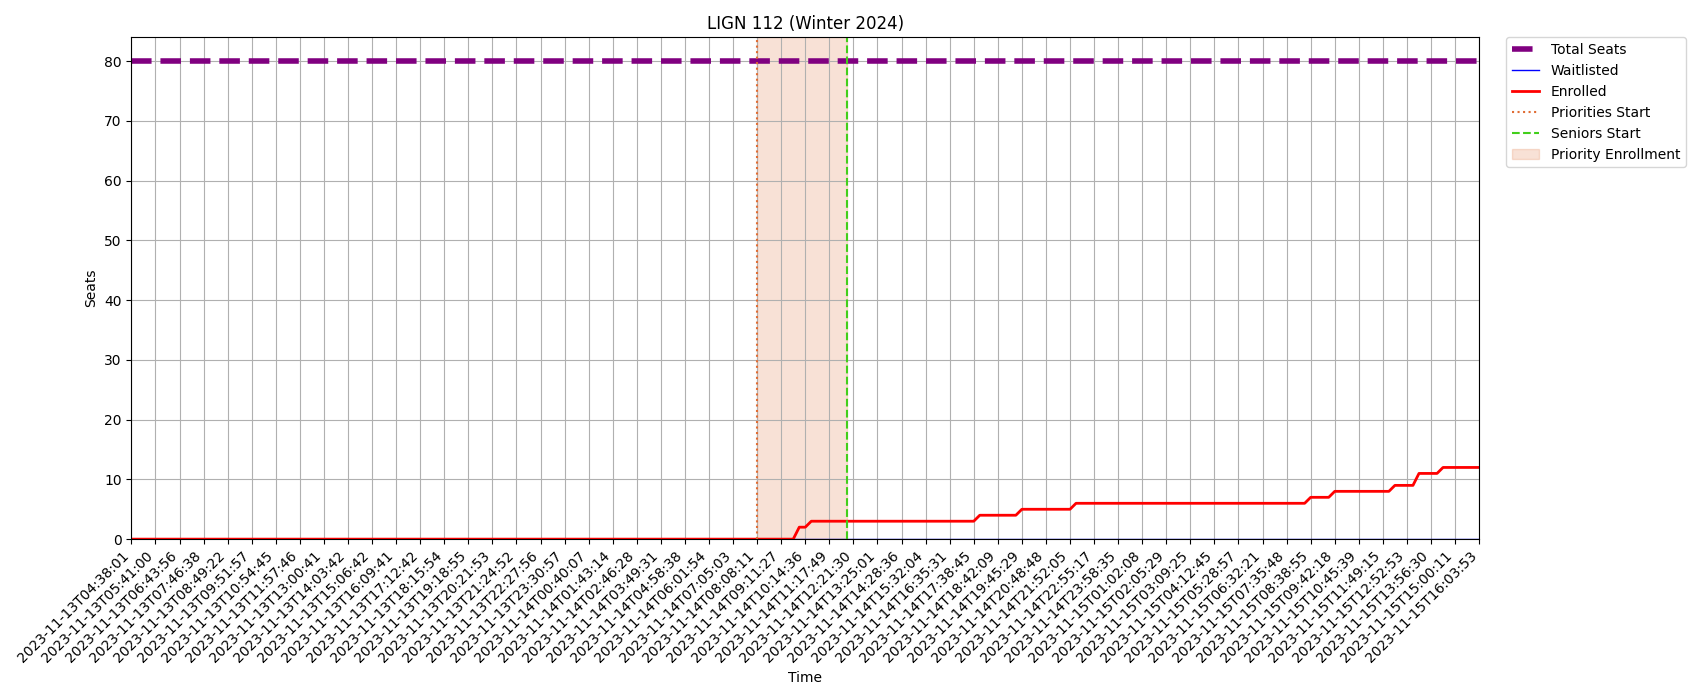 LIGN 112 (Winter 2024)
Total Seats
Waitlisted
Enrolled
Priorities Start
Seniors Start
Priority Enrollment
80
70
60
50
40
30
20
10
0
Seats
2023-11-13T04:38:01
2023-11-13T05:41:00
2023-11-13T06:43:56
2023-11-13T07:46:38
2023-11-13T08:49:22
2023-11-13T09:51:57
2023-11-13T10:54:45
2023-11-13T11:57:46
2023-11-13T13:00:41
2023-11-13T14:03:42
2023-11-13T15:06:42
2023-11-13T16:09:41
2023-11-13T17:12:42
2023-11-13T18:15:54
2023-11-13T19:18:55
2023-11-13T20:21:53
2023-11-13T21:24:52
2023-11-13T22:27:56
2023-11-13T23:30:57
2023-11-14T00:40:07
2023-11-14T01:43:14
2023-11-14T02:46:28
2023-11-14T03:49:31
2023-11-14T04:58:38
2023-11-14T06:01:54
2023-11-14T07:05:03
2023-11-14T08:08:11
2023-11-14T09:11:27
2023-11-14T10:14:36
2023-11-14T11:17:49
2023-11-14T12:21:30
2023-11-14T13:25:01
2023-11-14T14:28:36
2023-11-14T15:32:04
2023-11-14T16:35:31
2023-11-14T17:38:45
2023-11-14T18:42:09
2023-11-14T19:45:29
2023-11-14T20:48:48
2023-11-14T21:52:05
2023-11-14T22:55:17
2023-11-14T23:58:35
2023-11-15T01:02:08
2023-11-15T02:05:29
2023-11-15T03:09:25
2023-11-15T04:12:45
2023-11-15T05:28:57
2023-11-15T06:32:21
2023-11-15T07:35:48
2023-11-15T08:38:55
2023-11-15T09:42:18
2023-11-15T10:45:39
2023-11-15T11:49:15
2023-11-15T12:52:53
2023-11-15T13:56:30
2023-11-15T15:00:11
2023-11-15T16:03:53
Time